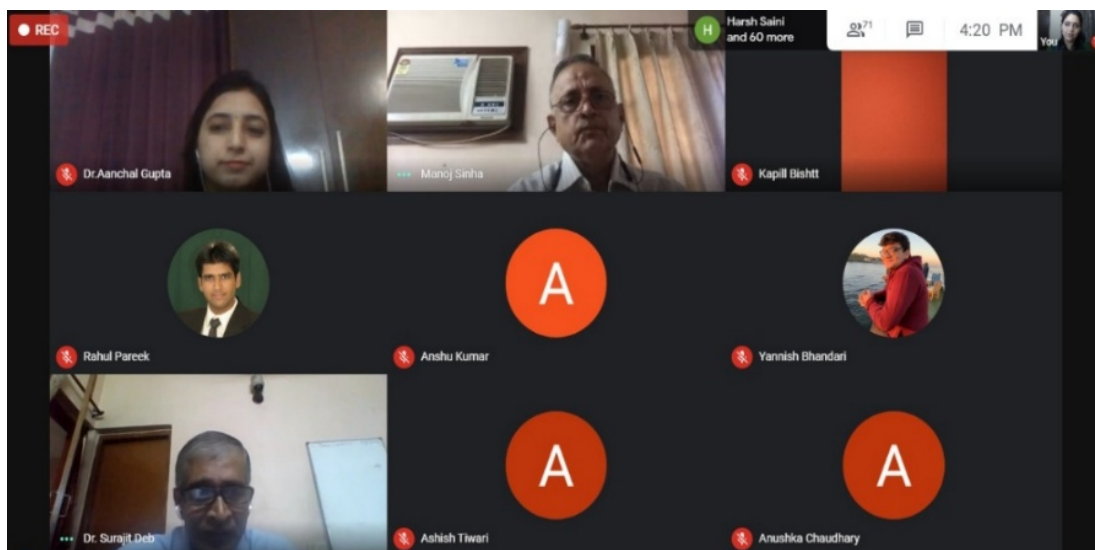 REC
Harsh Saini
and 60 more
H
71
4:20 PM
You
Dr.Aanchal Gupta
Manoj Sinha
Kapill Bishtt
Rahul Pareek
A
Anshu Kumar
Yannish Bhandari
Dr. Surajit Deb
A
Ashish Tiwari
A
Anushka Chaudhary